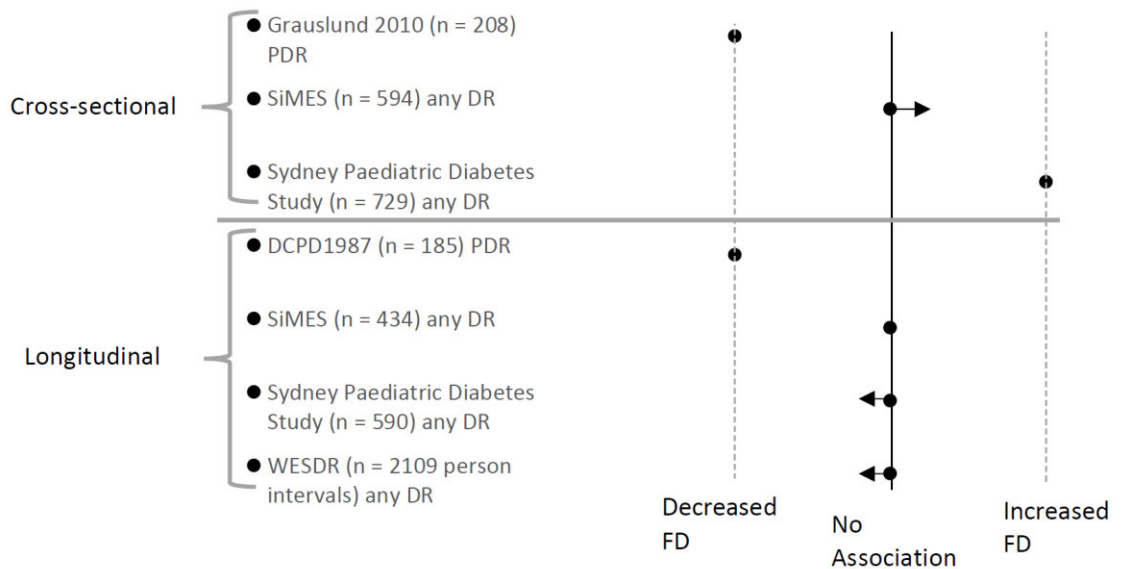 Cross-sectional
Grauslund 2010 (n = 208)
PDR
SiMES (n = 594) any DR
Sydney Paediatric Diabetes
Study (n = 729) any DR
Longitudinal
DCPD1987 (n = 185) PDR
SiMES (n = 434) any DR
Sydney Paediatric Diabetes
Study (n = 590) any DR
WESDR (n = 2109 person
intervals) any DR
Decreased
FD
No
Association
Increased
FD